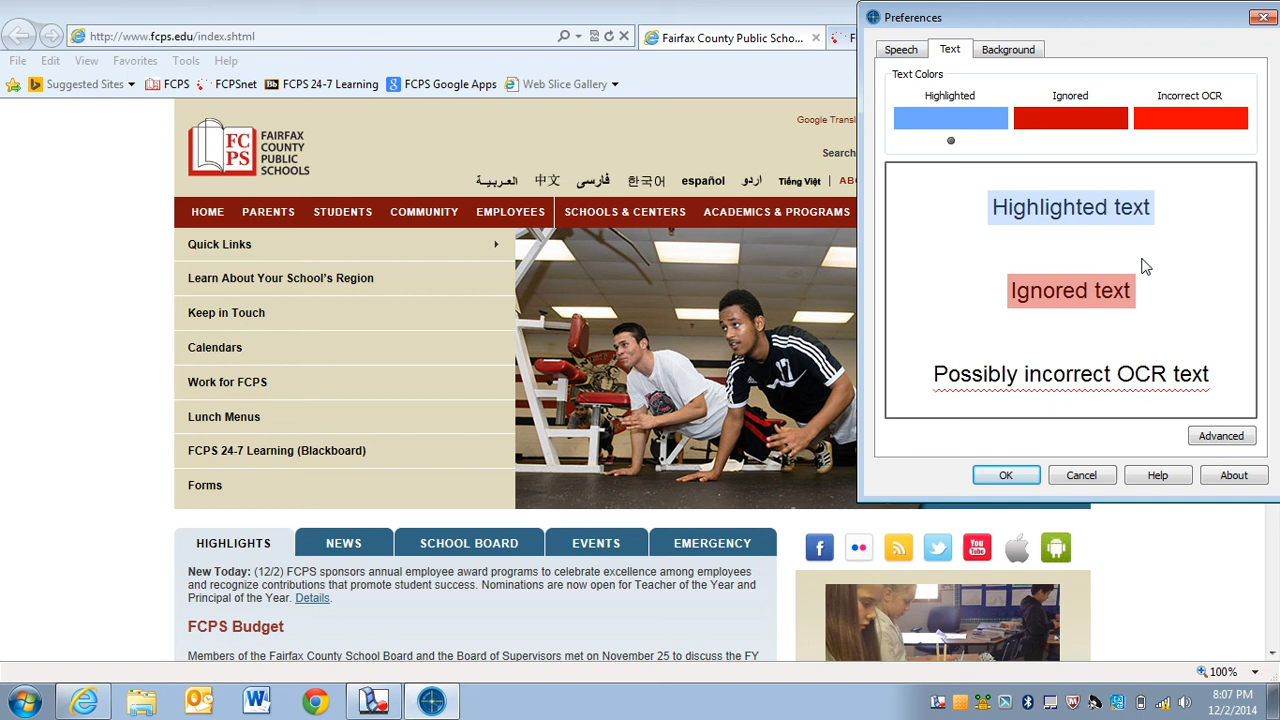 http://www.fcps.edu/index.shtml
Fairfax County Public Scho...
F
File Edit View Favorites Tools Help
Suggested Sites FCPS FCPSnet Bb FCPS 24-7 Learning FCPS Google Apps Web Slice Gallery
FC
PS
FAIRFAX
COUNTY
PUBLIC
SCHOOLS
Google Transl
Search
العربية 中文 فارسی 한국어 español اردو Tiếng Việt | AB
HOME PARENTS STUDENTS COMMUNITY EMPLOYEES SCHOOLS & CENTERS ACADEMICS & PROGRAMS
Quick Links
Learn About Your School's Region
Keep in Touch
Calendars
Work for FCPS
Lunch Menus
FCPS 24-7 Learning (Blackboard)
Forms
17
HIGHLIGHTS NEWS SCHOOL BOARD EVENTS EMERGENCY
New Today: (12/2) FCPS sponsors annual employee award programs to celebrate excellence among employees
and recognize contributions that promote student success. Nominations are now open for Teacher of the Year and
Principal of the Year. Details.
FCPS Budget
Members of the Fairfax County School Board and the Board of Supervisors met on November 25 to discuss the FY
You Tube
Preferences
Speech Text Background
Text Colors
Highlighted Ignored Incorrect OCR
Highlighted text
Ignored text
Possibly incorrect OCR text
Advanced
OK Cancel Help About
100%
8:07 PM
12/2/2014